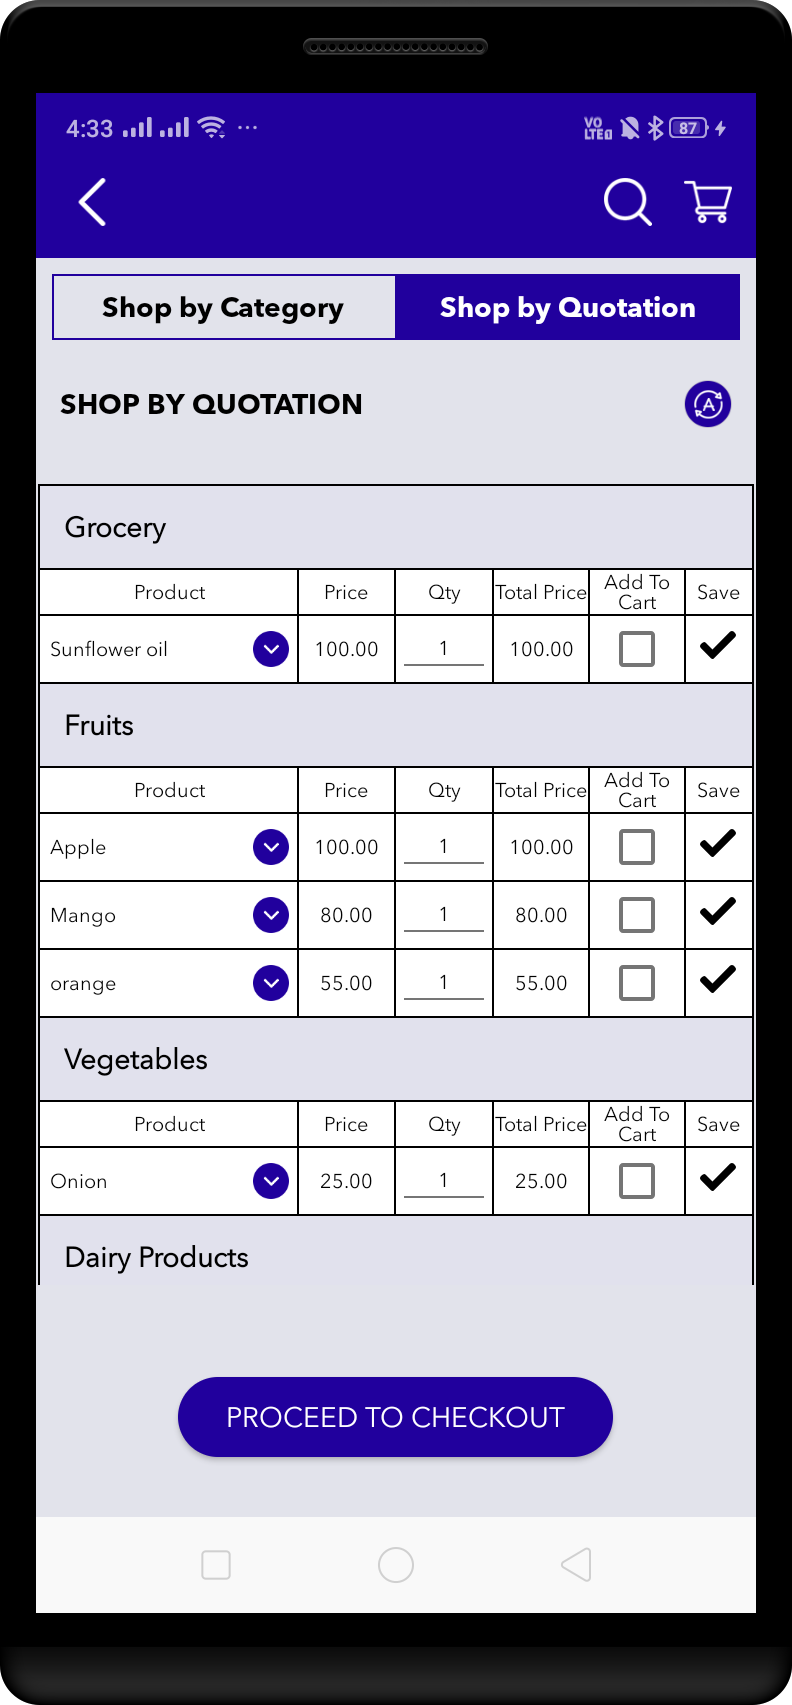 4:33 VO LTE 87
Shop by Category Shop by Quotation
SHOP BY QUOTATION A
Grocery
Product Price Qty Total Price Add To Cart Save
Sunflower oil 100.00 1 100.00
Fruits
Product Price Qty Total Price Add To Cart Save
Apple 100.00 1 100.00
Mango 80.00 1 80.00
orange 55.00 1 55.00
Vegetables
Product Price Qty Total Price Add To Cart Save
Onion 25.00 1 25.00
Dairy Products
PROCEED TO CHECKOUT